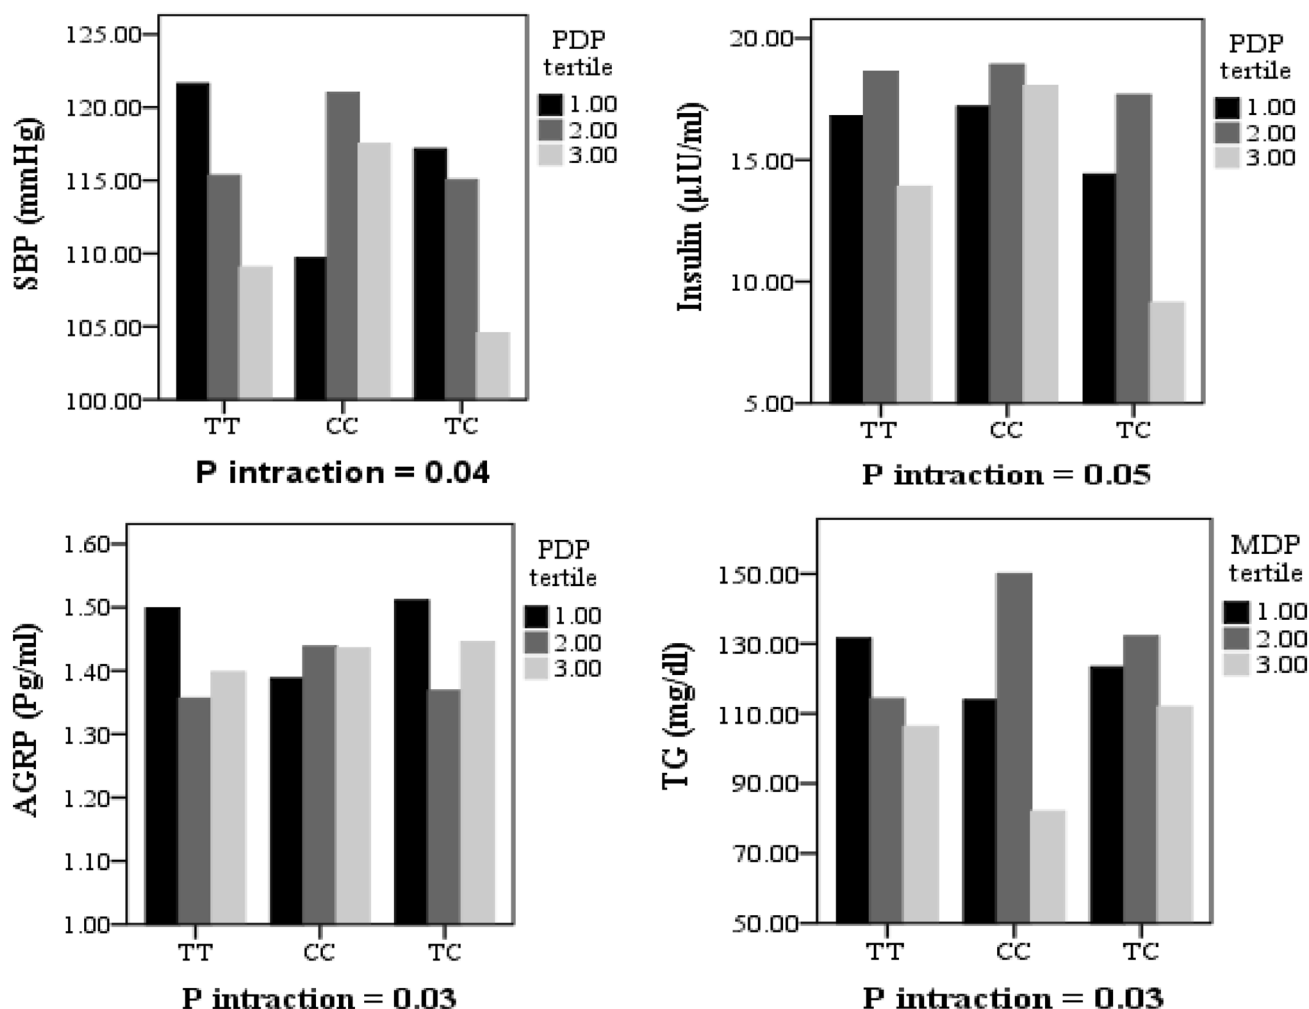 125.00
120.00
115.00
110.00
105.00
100.00
SBP (mmHg)
TT CC TC
PDP
tertile
1.00
2.00
3.00
P intraction = 0.04
20.00
15.00
10.00
5.00
Insulin (µIU/ml)
TT CC TC
PDP
tertile
1.00
2.00
3.00
P intraction = 0.05
1.60
1.50
1.40
1.30
1.20
1.10
1.00
AGRP (Pg/ml)
TT CC TC
PDP
tertile
1.00
2.00
3.00
P intraction = 0.03
150.00
130.00
110.00
90.00
70.00
50.00
TG (mg/dl)
TT CC TC
MDP
tertile
1.00
2.00
3.00
P intraction = 0.03